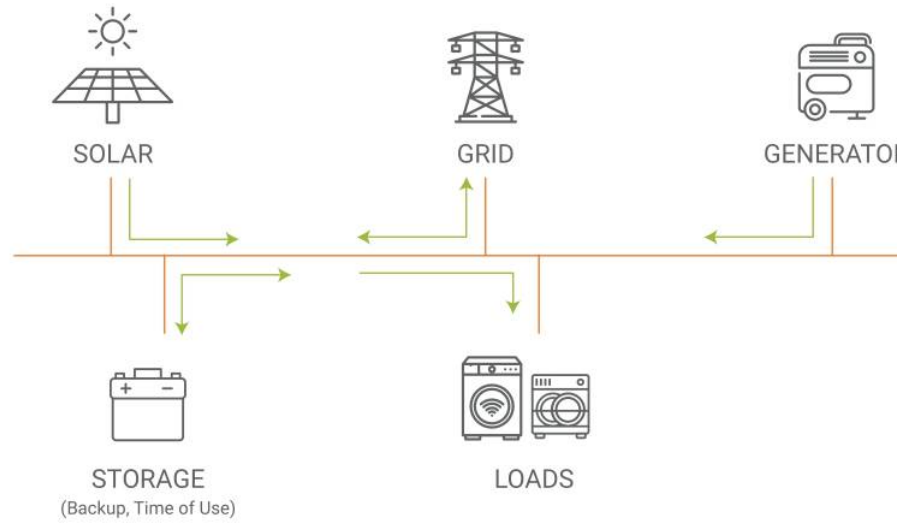 SOLAR
GRID
GENERATO
STORAGE
(Backup, Time of Use)
LOADS